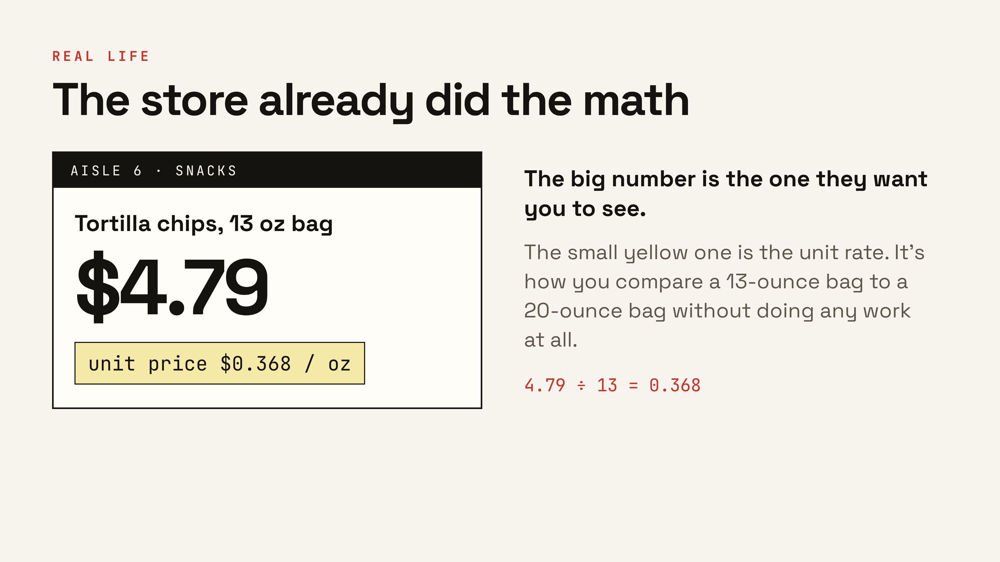 REAL LIFE
The store already did the math
AISLE 6 · SNACKS
Tortilla chips, 13 oz bag
$4.79
unit price $0.368 / oz
The big number is the one they want
you to see.
The small yellow one is the unit rate. It’s
how you compare a 13-ounce bag to a
20-ounce bag without doing any work
at all.
4.79 ÷ 13 = 0.368